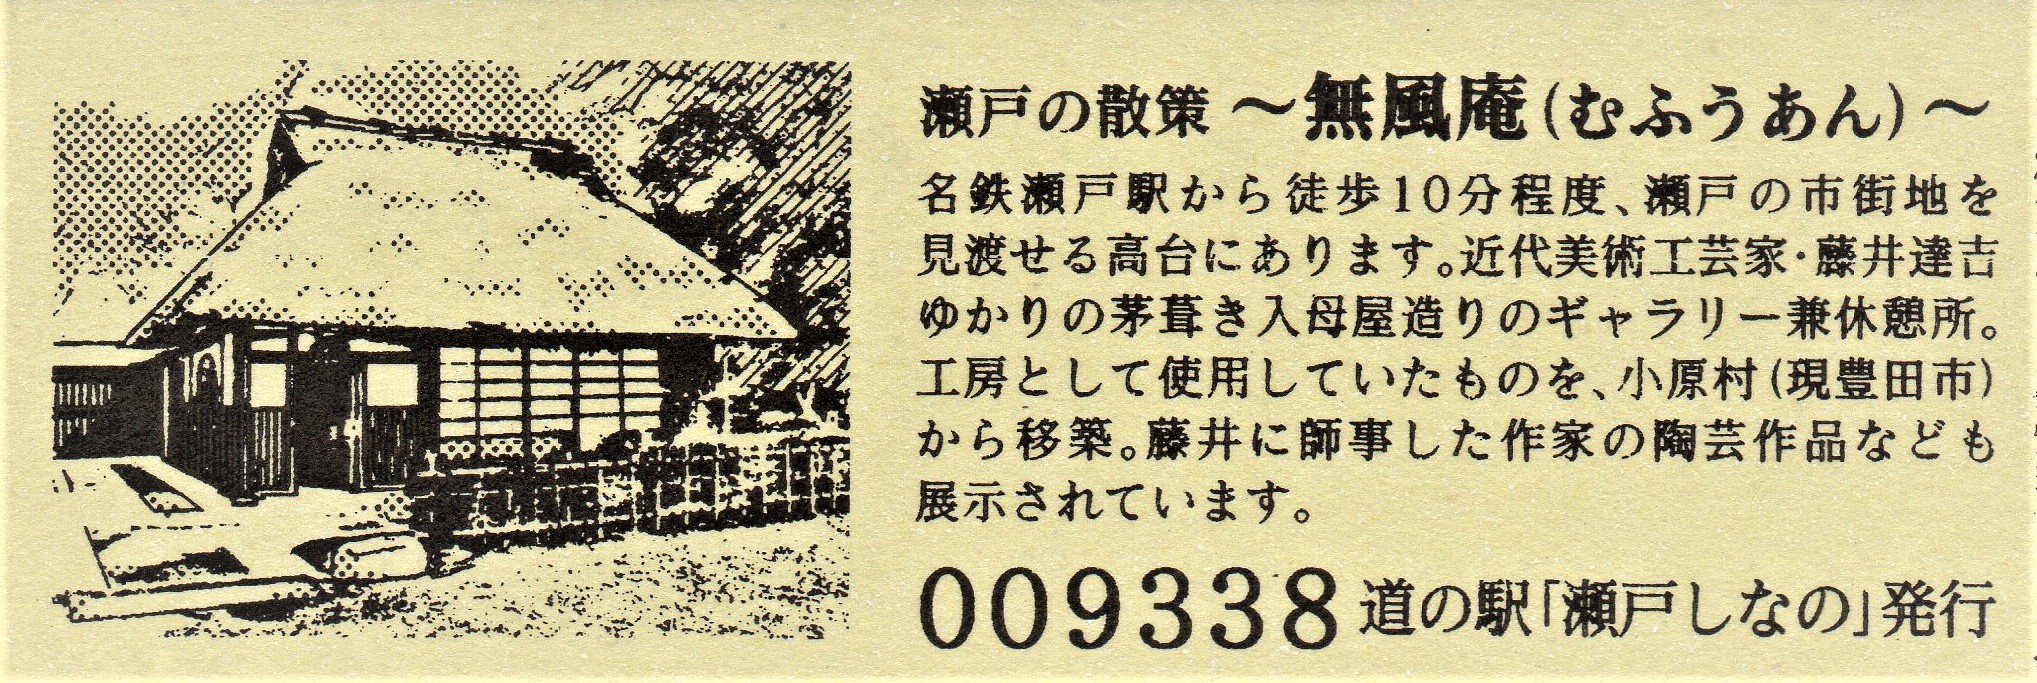 瀬戸の散策 ～無風庵(むふうあん)～
名鉄瀬戸駅から徒歩10分程度、瀬戸の市街地を
見渡せる高台にあります。近代美術工芸家・藤井達吉
ゆかりの茅葺き入母屋造りのギャラリー兼休憩所。
工房として使用していたものを、小原村(現豊田市)
から移築。藤井に師事した作家の陶芸作品なども
展示されています。
009338 道の駅「瀬戸しなの」発行